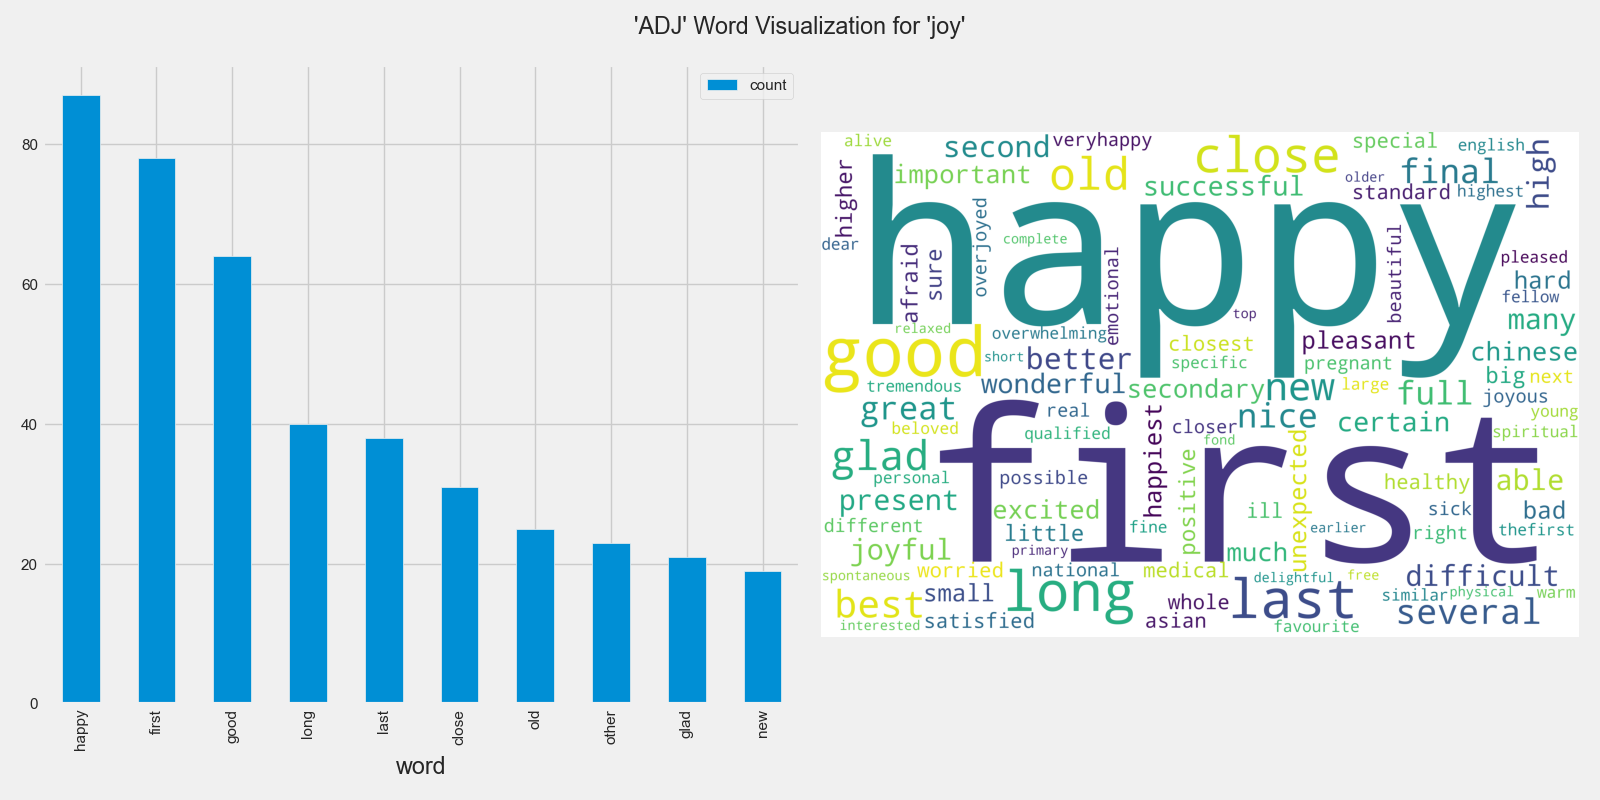 'ADJ' Word Visualization for 'joy'
count
80
60
40
20
0
happy
first
good
long
last
close
old
other
glad
new
word
alive
second
veryhappy
close
special
english
high
higher
important
old
successful
older
final
standard
highest
happy
dear
afraid
sure
overjoyed
complete
emotional
beautiful
pleased
hard
fellow
many
relaxed
overwhelming
top
good
short
better
closest
specific
pleasant
pregnant
chinese
tremendous
wonderful
secondary
new
large
full
big
next
joyous
great
real
nice
certain
young
beloved
qualified
happiest
closer
fond
spiritual
first
glad
personal
possible
positive
unexpected
healthy
able
present
excited
ill
sick
bad
different
little
fine
earlier
right
thefirst
joyful
primary
much
spontaneous
worried
national
medical
delightful
free
difficult
best
small
long
whole
last
similar
physical
warm
interested
satisfied
asian
favourite
several